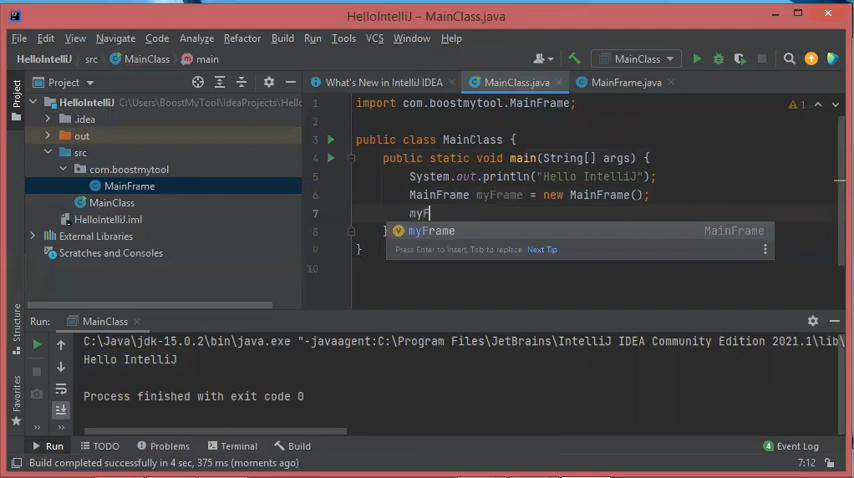 HelloIntelliJ – MainClass.java
File Edit View Navigate Code Analyze Refactor Build Run Tools VCS Window Help
HelloIntelliJ src MainClass main MainClass
Project What's New in IntelliJ IDEA MainClass.java MainFrame.java
Project
HelloIntelliJ C:\Users\BoostMyTool\IdeaProjects\Hello
.idea
out
src
com.boostmytool
MainFrame
MainClass
HelloIntelliJ.iml
External Libraries
Scratches and Consoles
1 import com.boostmytool.MainFrame;
2
3 public class MainClass {
4 public static void main(String[] args) {
5 System.out.println("Hello IntelliJ");
6 MainFrame myFrame = new MainFrame();
7 myF
8 }
9 }
10
1
myFrame MainFrame
Press Enter to insert, Tab to replace Next Tip
Structure
Favorites
Run: MainClass
C:\Java\jdk-15.0.2\bin\java.exe "-javaagent:C:\Program Files\JetBrains\IntelliJ IDEA Community Edition 2021.1\lib\
Hello IntelliJ
Process finished with exit code 0
Run TODO Problems Terminal Build 4 Event Log
Build completed successfully in 4 sec, 375 ms (moments ago) 7:12